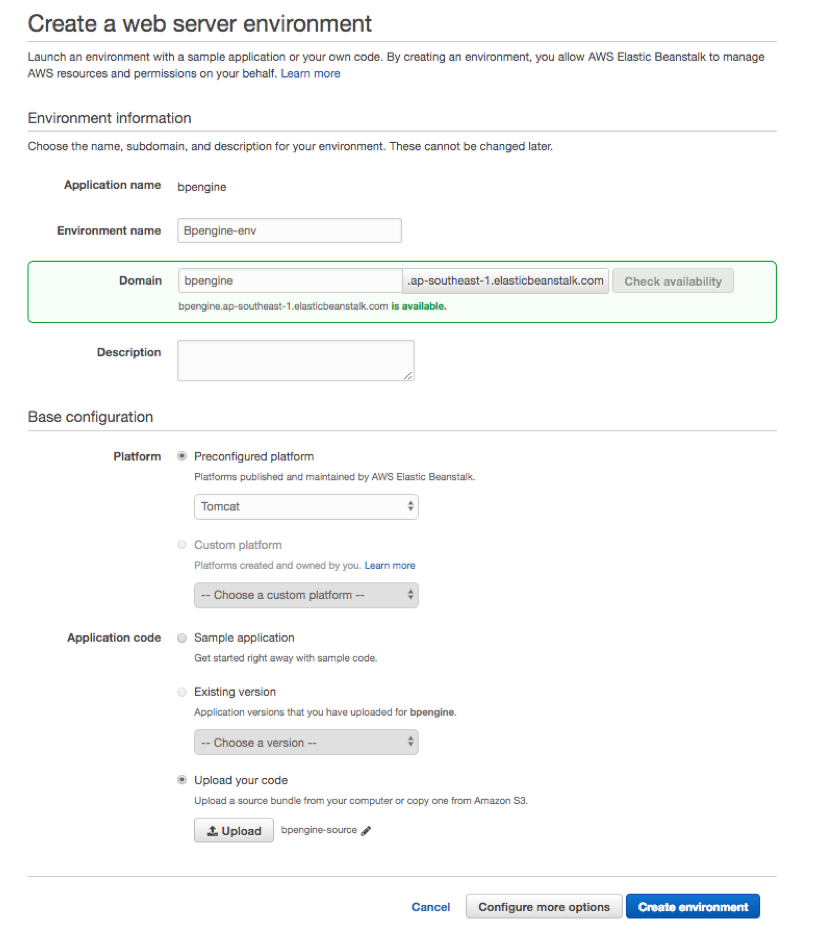 Create a web server environment
Launch an environment with a sample application or your own code. By creating an environment, you allow AWS Elastic Beanstalk to manage
AWS resources and permissions on your behalf. Learn more
Environment information
Choose the name, subdomain, and description for your environment. These cannot be changed later.
Application name bpengine
Environment name Bpengine-env
Domain bpengine .ap-southeast-1.elasticbeanstalk.com Check availability
bpengine.ap-southeast-1.elasticbeanstalk.com is available.
Description
Base configuration
Platform Preconfigured platform
Platforms published and maintained by AWS Elastic Beanstalk.
Tomcat
Custom platform
Platforms created and owned by you. Learn more
-- Choose a custom platform --
Application code Sample application
Get started right away with sample code.
Existing version
Application versions that you have uploaded for bpengine.
-- Choose a version --
Upload your code
Upload a source bundle from your computer or copy one from Amazon S3.
Upload bpengine-source
Cancel Configure more options Create environment